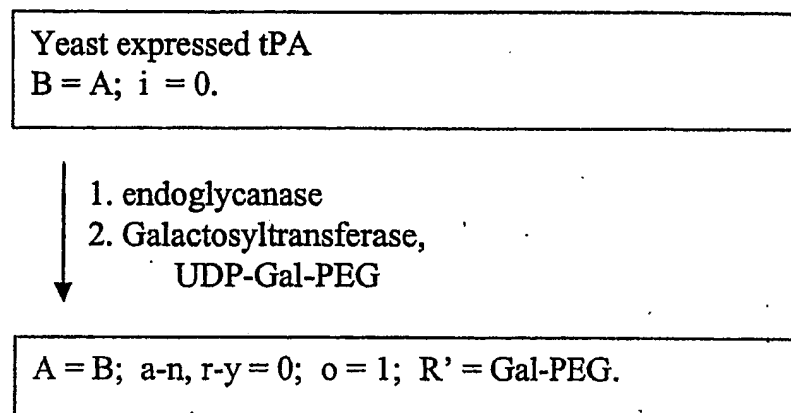 Yeast expressed tPA
B = A; i = 0.
1. endoglycanase
2. Galactosyltransferase,
UDP-Gal-PEG
A = B; a-n, r-y = 0; o = 1; R' = Gal-PEG.